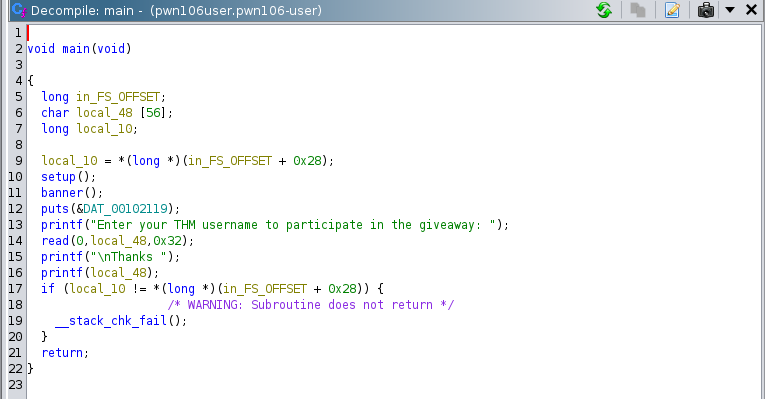 Decompile: main - (pwn106user.pwn106-user)
1
2 void main(void)
3
4 {
5 long in_FS_OFFSET;
6 char local_48 [56];
7 long local_10;
8
9 local_10 = *(long *)(in_FS_OFFSET + 0x28);
10 setup();
11 banner();
12 puts(&DAT_00102119);
13 printf("Enter your THM username to participate in the giveaway: ");
14 read(0,local_48,0x32);
15 printf("\nThanks ");
16 printf(local_48);
17 if (local_10 != *(long *)(in_FS_OFFSET + 0x28)) {
18 /* WARNING: Subroutine does not return */
19 __stack_chk_fail();
20 }
21 return;
22 }
23